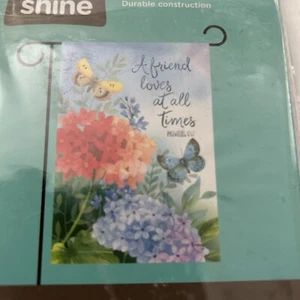 shine
Durable construction
A friend
loves
at all
times